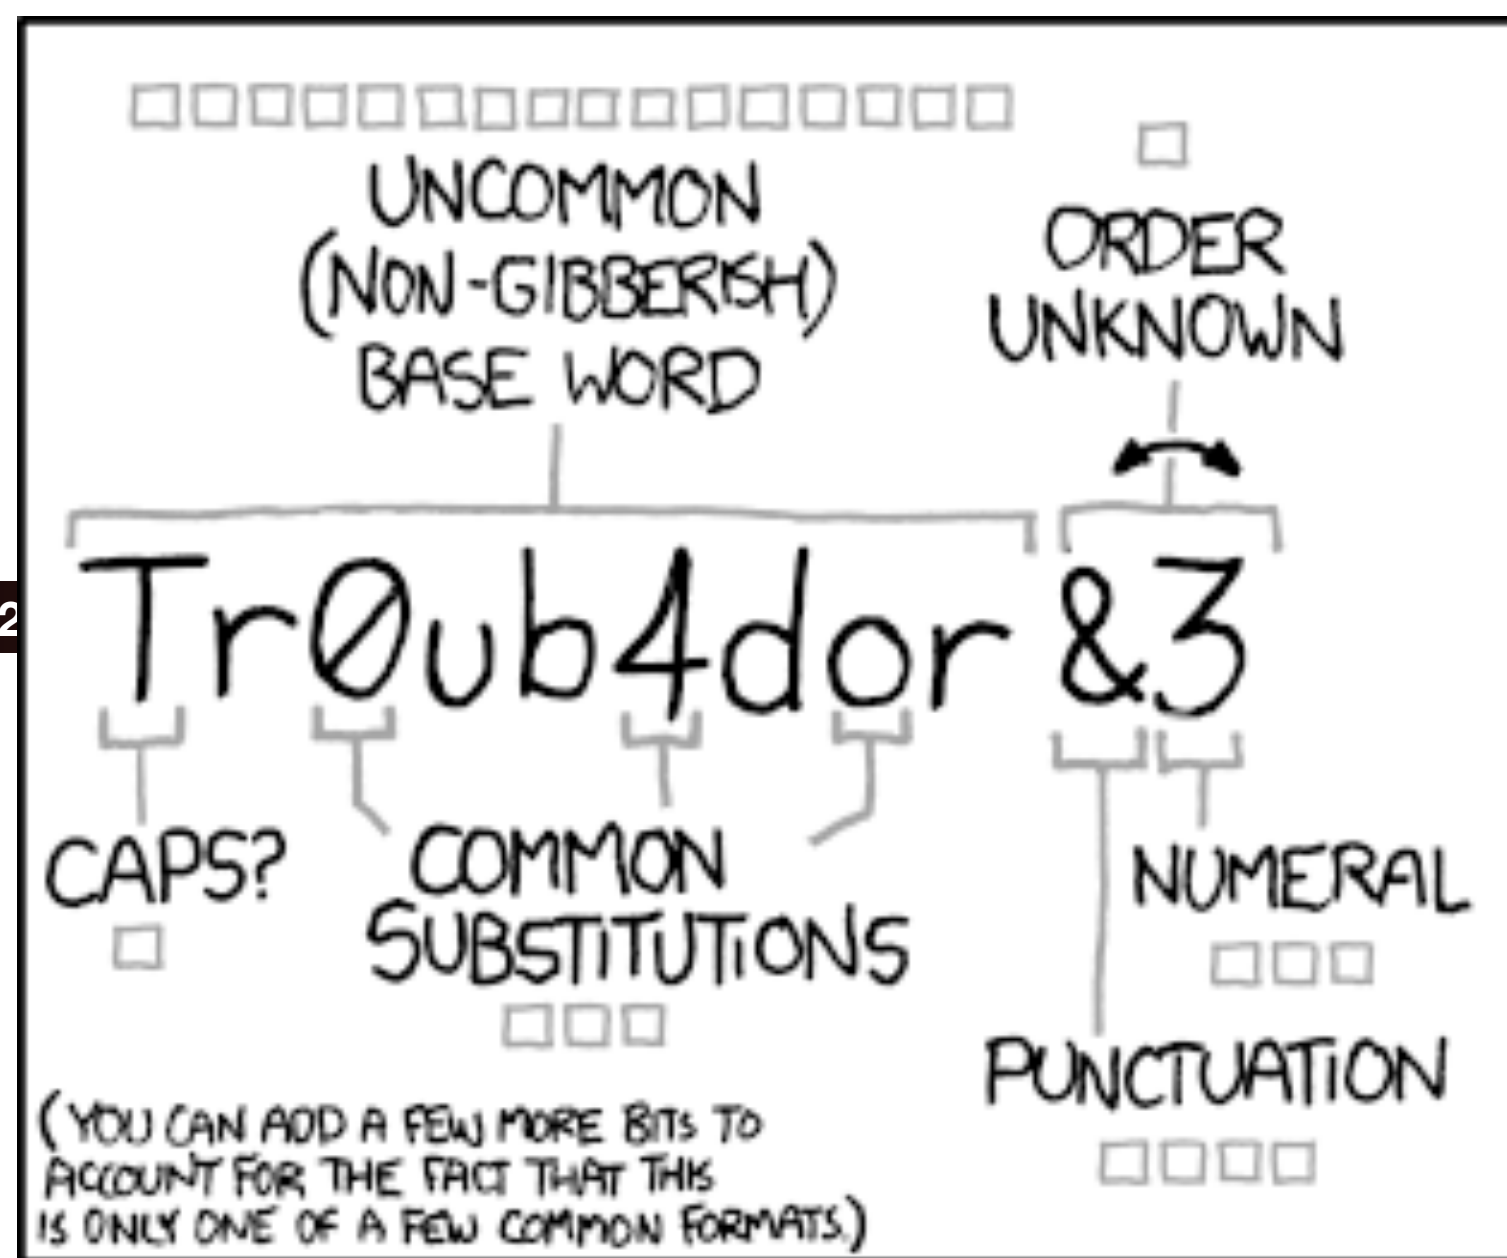 UNCOMMON
(NON-GIBBERISH)
BASE WORD
ORDER
UNKNOWN
Tr0ub4dor &3
CAPS?
COMMON
SUBSTITUTIONS
NUMERAL
PUNCTUATION
(YOU CAN ADD A FEW MORE BITS TO
ACCOUNT FOR THE FACT THAT THIS
IS ONLY ONE OF A FEW COMMON FORMATS.)
2